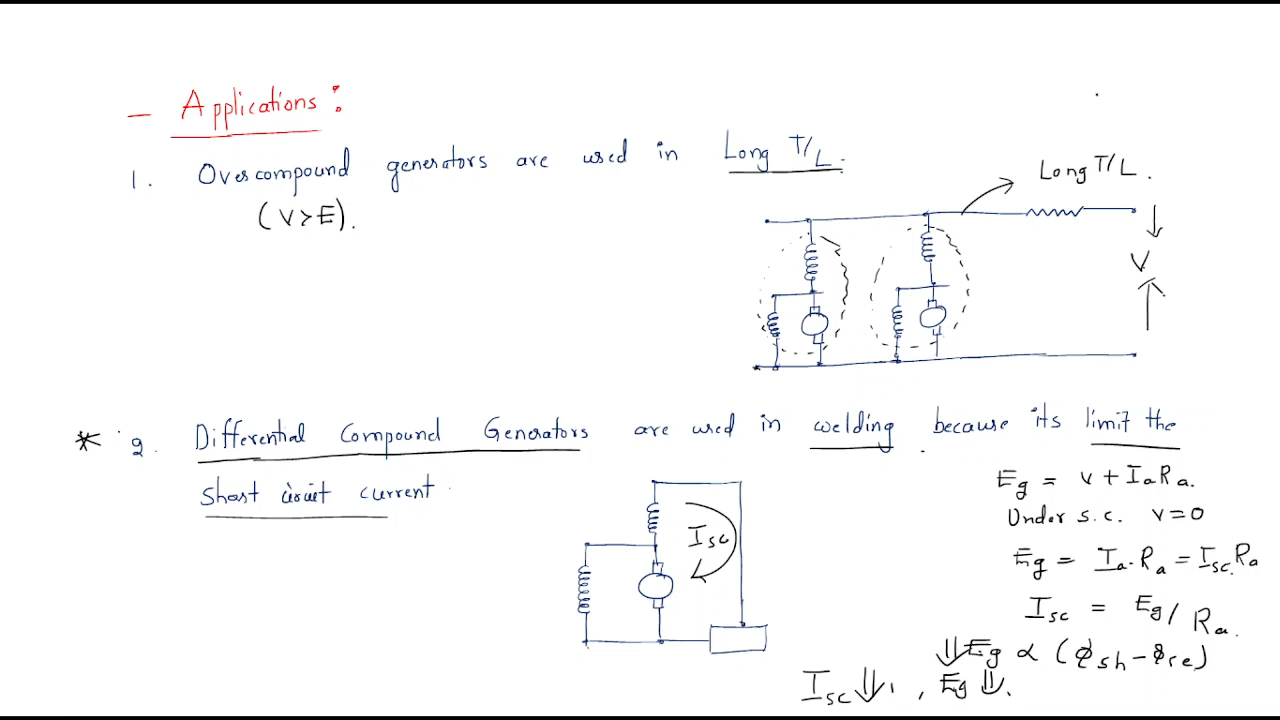 – Applications :
1. Overcompound generators are used in Long T/L.
(V>E).
Long T/L.
V
* 2. Differential Compound Generators are used in welding because its limit the
Short circuit current.
Isc
Eg = V + IaRa.
Under s.c. V=0
Eg = Ia.Ra = Isc.Ra
Isc = Eg/Ra.
⇓Eg ∝ (Φsh – Φse)
Isc⇓, Eg⇓.